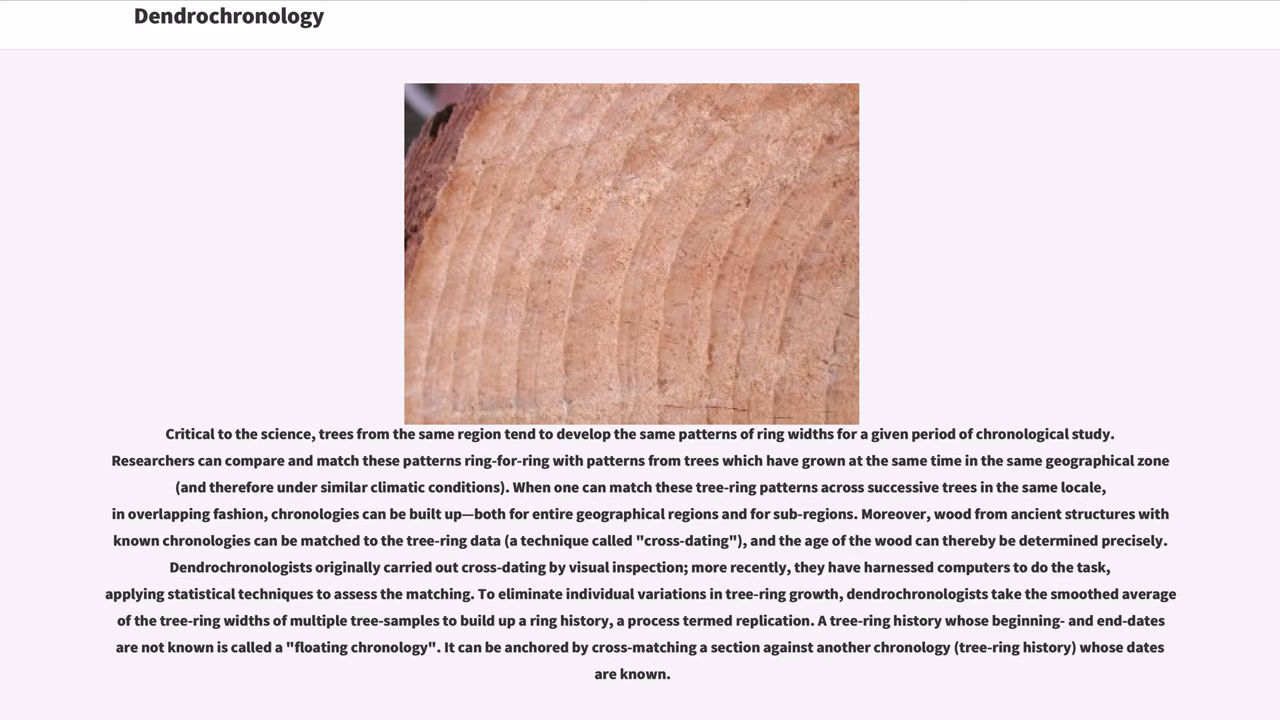 Dendrochronology
Critical to the science, trees from the same region tend to develop the same patterns of ring widths for a given period of chronological study.
Researchers can compare and match these patterns ring-for-ring with patterns from trees which have grown at the same time in the same geographical zone
(and therefore under similar climatic conditions). When one can match these tree-ring patterns across successive trees in the same locale,
in overlapping fashion, chronologies can be built up—both for entire geographical regions and for sub-regions. Moreover, wood from ancient structures with
known chronologies can be matched to the tree-ring data (a technique called "cross-dating"), and the age of the wood can thereby be determined precisely.
Dendrochronologists originally carried out cross-dating by visual inspection; more recently, they have harnessed computers to do the task,
applying statistical techniques to assess the matching. To eliminate individual variations in tree-ring growth, dendrochronologists take the smoothed average
of the tree-ring widths of multiple tree-samples to build up a ring history, a process termed replication. A tree-ring history whose beginning- and end-dates
are not known is called a "floating chronology". It can be anchored by cross-matching a section against another chronology (tree-ring history) whose dates
are known.